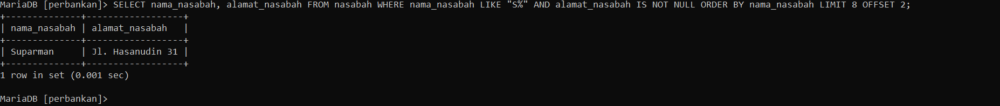 MariaDB [perbankan]> SELECT nama_nasabah, alamat_nasabah FROM nasabah WHERE nama_nasabah LIKE "S%" AND alamat_nasabah IS NOT NULL ORDER BY nama_nasabah LIMIT 8 OFFSET 2;
+--------------+------------------+
| nama_nasabah | alamat_nasabah   |
+--------------+------------------+
| Suparman     | Jl. Hasanudin 31 |
+--------------+------------------+
1 row in set (0.001 sec)
MariaDB [perbankan]>